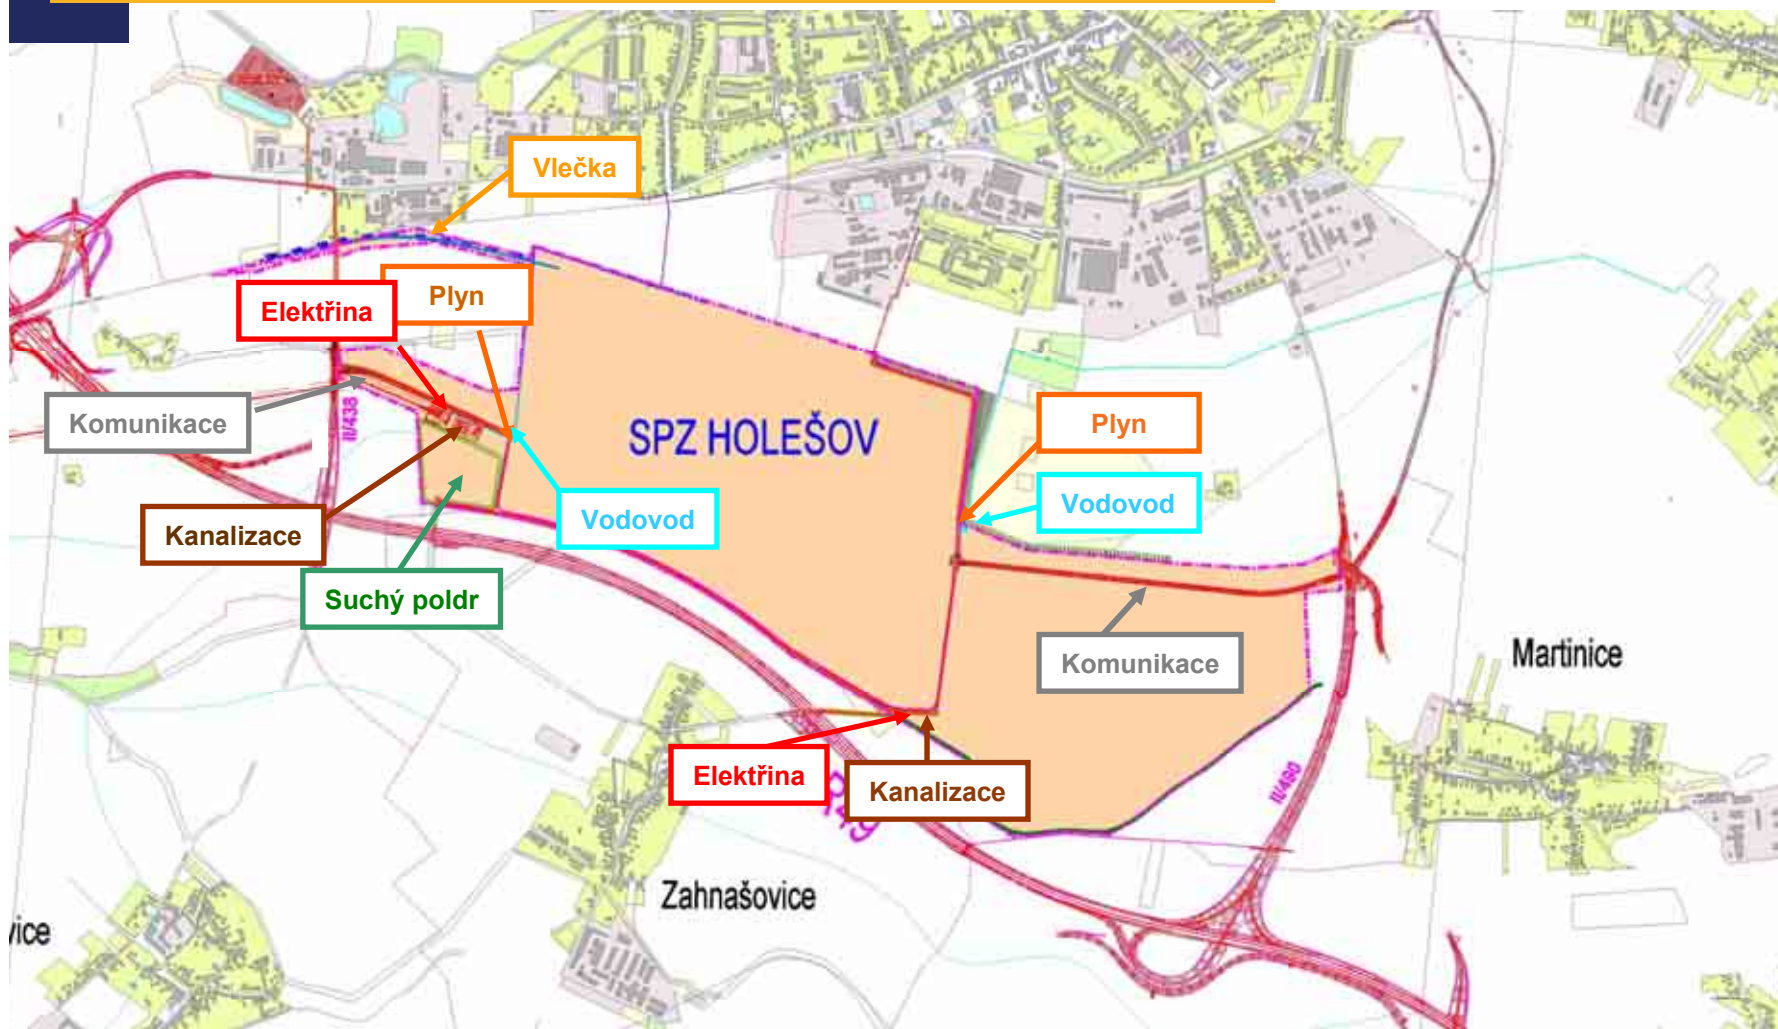 Vlečka
Elektřina
Plyn
Komunikace
II/438
SPZ HOLEŠOV
Plyn
Kanalizace
Vodovod
Vodovod
Suchý poldr
Komunikace
Martinice
Elektřina
Kanalizace
II/490
Zahnašovice
vice